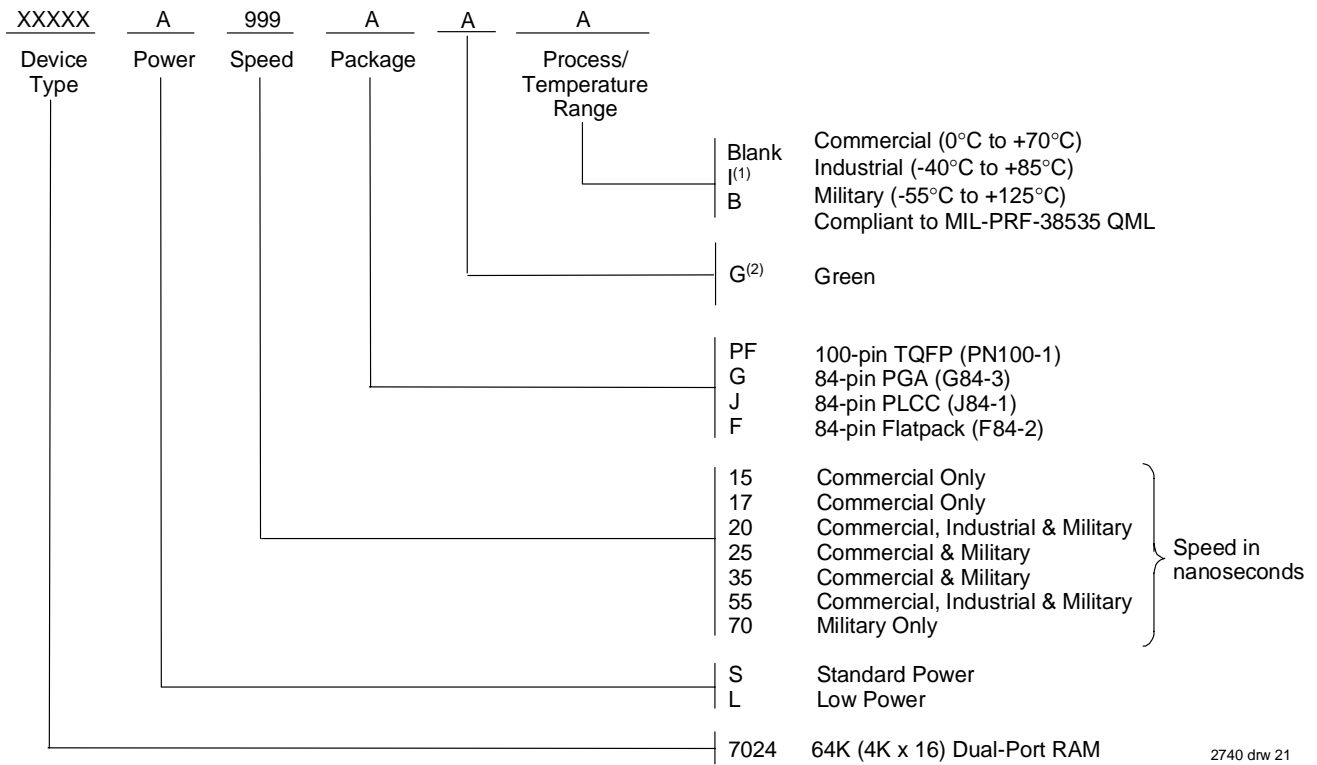 XXXXX A 999 A A A
Device Type Power Speed Package Process/ Temperature Range
Blank Commercial (0°C to +70°C)
I(1) Industrial (-40°C to +85°C)
B Military (-55°C to +125°C)
Compliant to MIL-PRF-38535 QML
G(2) Green
PF 100-pin TQFP (PN100-1)
G 84-pin PGA (G84-3)
J 84-pin PLCC (J84-1)
F 84-pin Flatpack (F84-2)
15 Commercial Only
17 Commercial Only
20 Commercial, Industrial & Military
25 Commercial & Military
35 Commercial & Military
55 Commercial, Industrial & Military
70 Military Only
Speed in
nanoseconds
S Standard Power
L Low Power
7024 64K (4K x 16) Dual-Port RAM
2740 drw 21